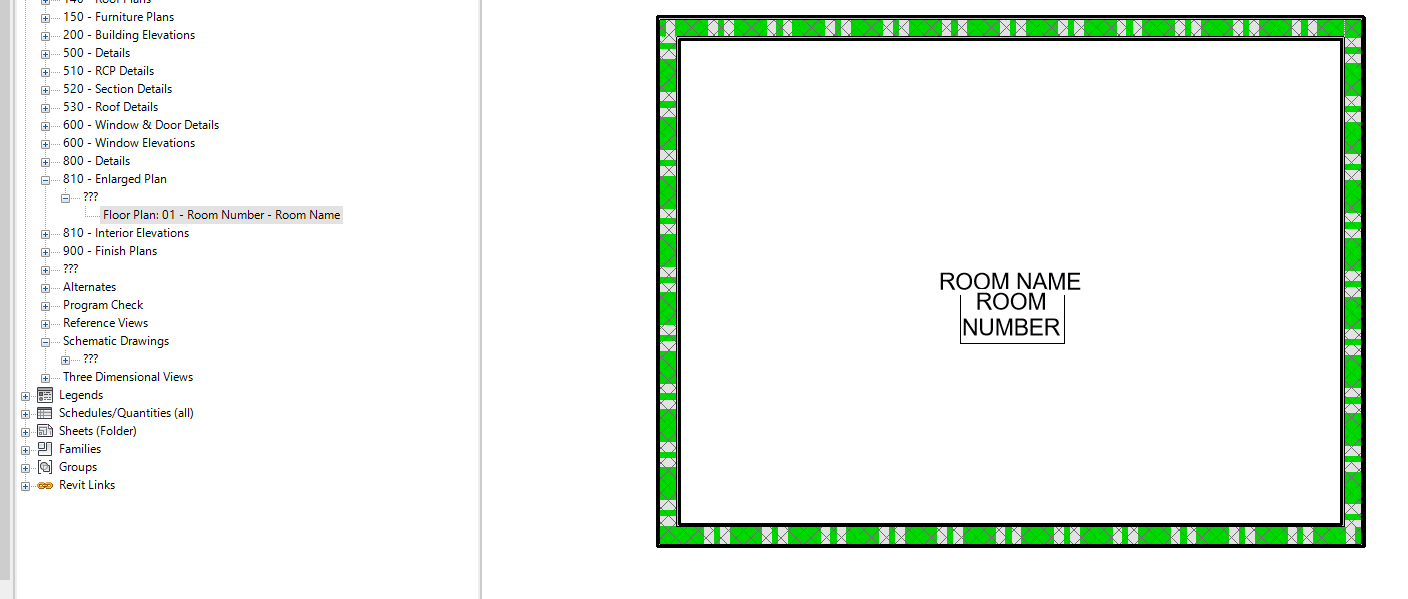 140 - Roof Plans
150 - Furniture Plans
200 - Building Elevations
500 - Details
510 - RCP Details
520 - Section Details
530 - Roof Details
600 - Window & Door Details
600 - Window Elevations
800 - Details
810 - Enlarged Plan
???
Floor Plan: 01 - Room Number - Room Name
810 - Interior Elevations
900 - Finish Plans
???
Alternates
Program Check
Reference Views
Schematic Drawings
???
Three Dimensional Views
Legends
Schedules/Quantities (all)
Sheets (Folder)
Families
Groups
Revit Links
ROOM NAME
ROOM
NUMBER